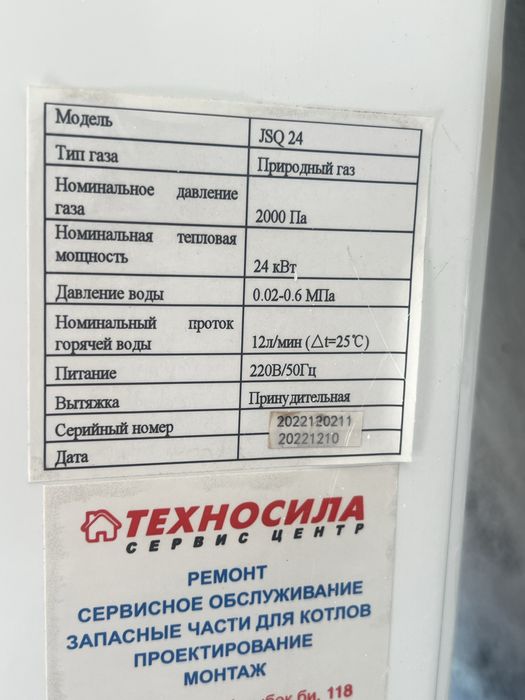 Модель JSQ 24
Тип газа Природный газ
Номинальное давление
газа 2000 Па
Номинальная тепловая
мощность 24 кВт
Давление воды 0.02-0.6 МПа
Номинальный проток
горячей воды 12л/мин (△t=25℃)
Питание 220В/50Гц
Вытяжка Принудительная
Серийный номер 2022120211
Дата 20221210
ТЕХНОСИЛА
СЕРВИС ЦЕНТР
РЕМОНТ
СЕРВИСНОЕ ОБСЛУЖИВАНИЕ
ЗАПАСНЫЕ ЧАСТИ ДЛЯ КОТЛОВ
ПРОЕКТИРОВАНИЕ
МОНТАЖ
би, 118